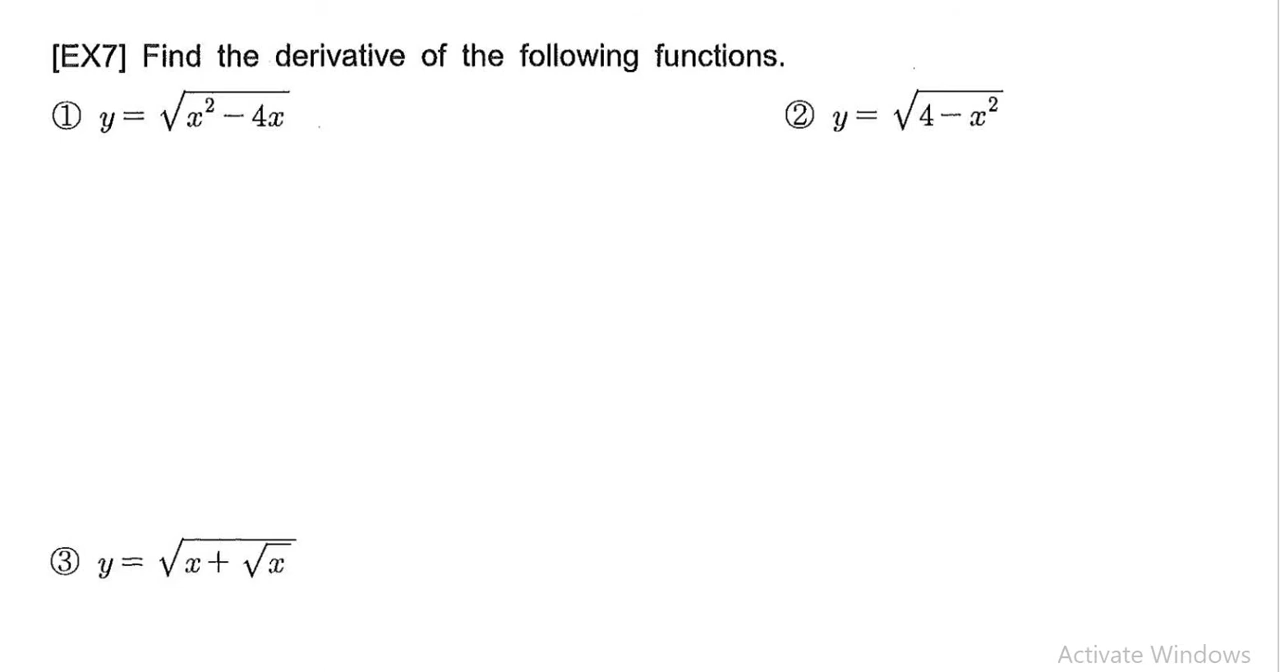 [EX7] Find the derivative of the following functions.
① y = √(x² − 4x)
② y = √(4 − x²)
③ y = √(x + √x)
Activate Windows